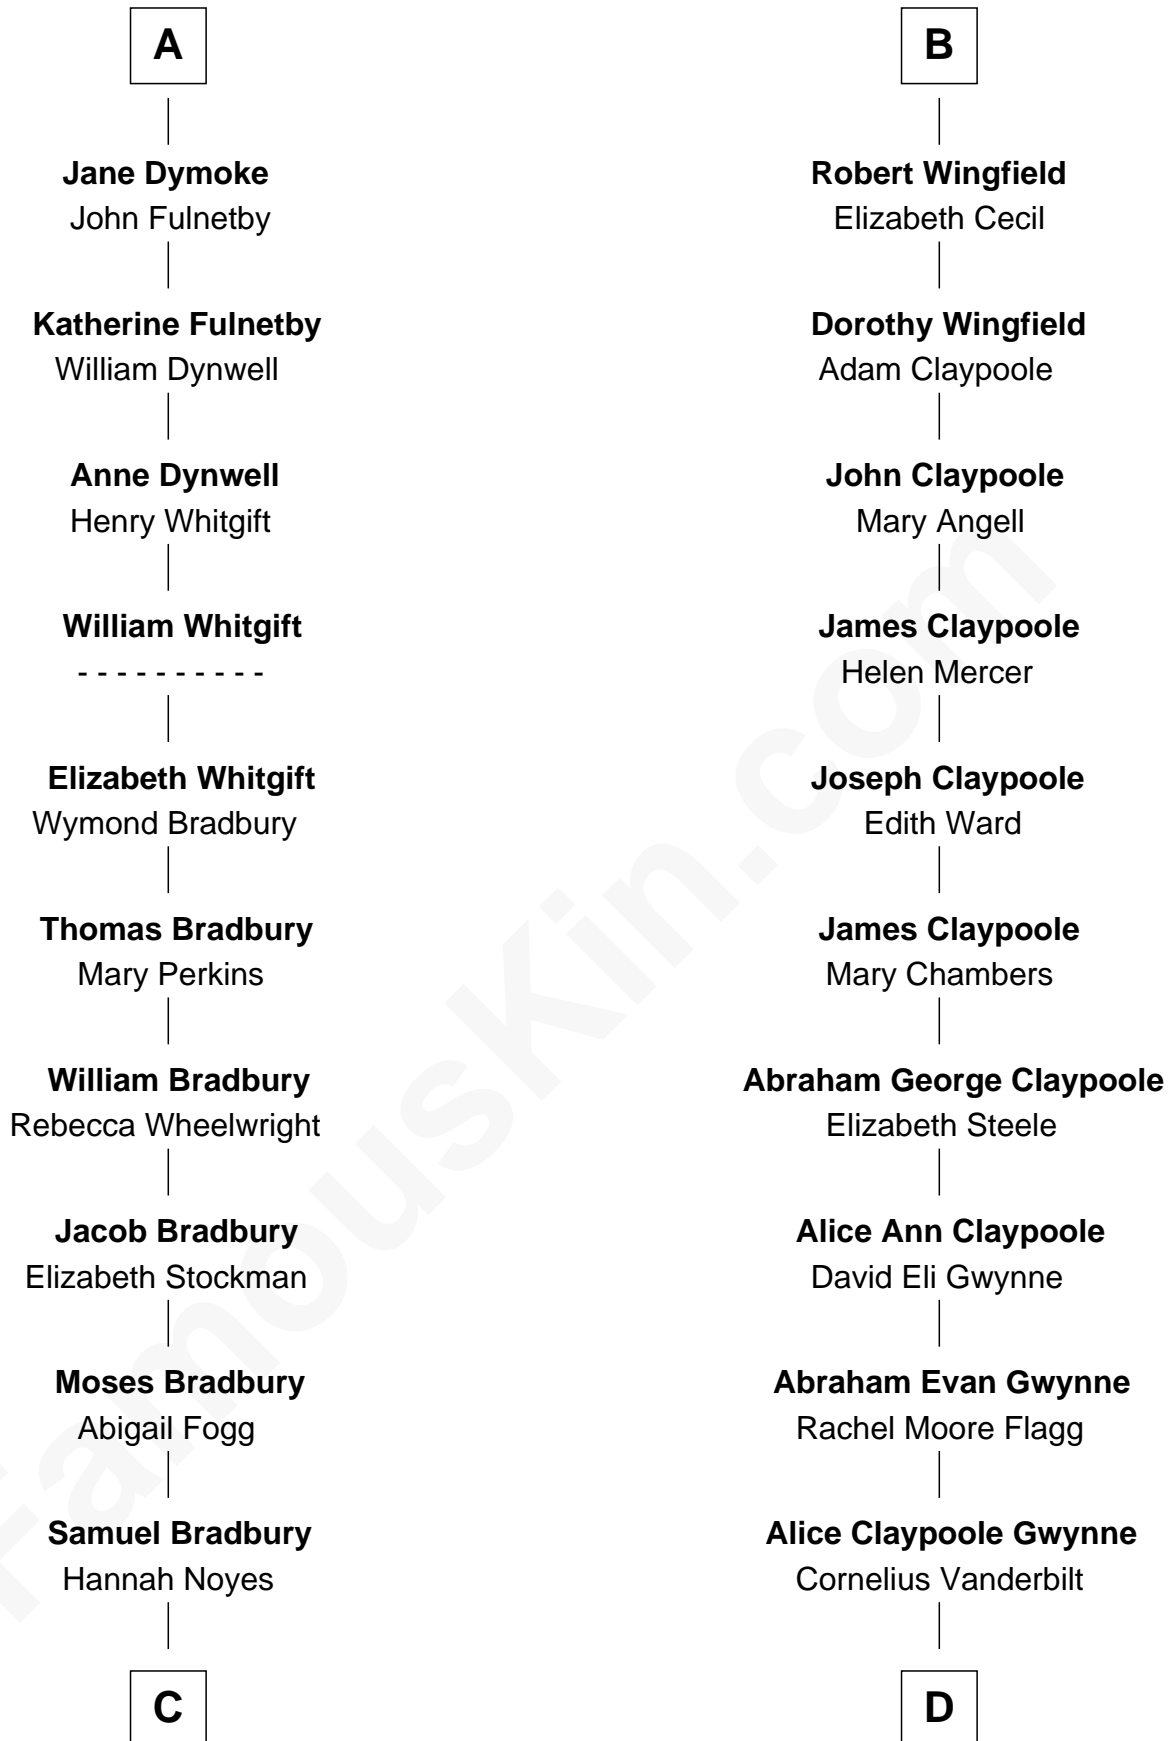 A
Jane Dymoke
John Fulnetby
Katherine Fulnetby
William Dynwell
Anne Dynwell
Henry Whitgift
William Whitgift
- - - - - - - - - -
Elizabeth Whitgift
Wymond Bradbury
Thomas Bradbury
Mary Perkins
William Bradbury
Rebecca Wheelwright
Jacob Bradbury
Elizabeth Stockman
Moses Bradbury
Abigail Fogg
Samuel Bradbury
Hannah Noyes
C
B
Robert Wingfield
Elizabeth Cecil
Dorothy Wingfield
Adam Claypoole
John Claypoole
Mary Angell
James Claypoole
Helen Mercer
Joseph Claypoole
Edith Ward
James Claypoole
Mary Chambers
Abraham George Claypoole
Elizabeth Steele
Alice Ann Claypoole
David Eli Gwynne
Abraham Evan Gwynne
Rachel Moore Flagg
Alice Claypoole Gwynne
Cornelius Vanderbilt
D
FamousKin.com